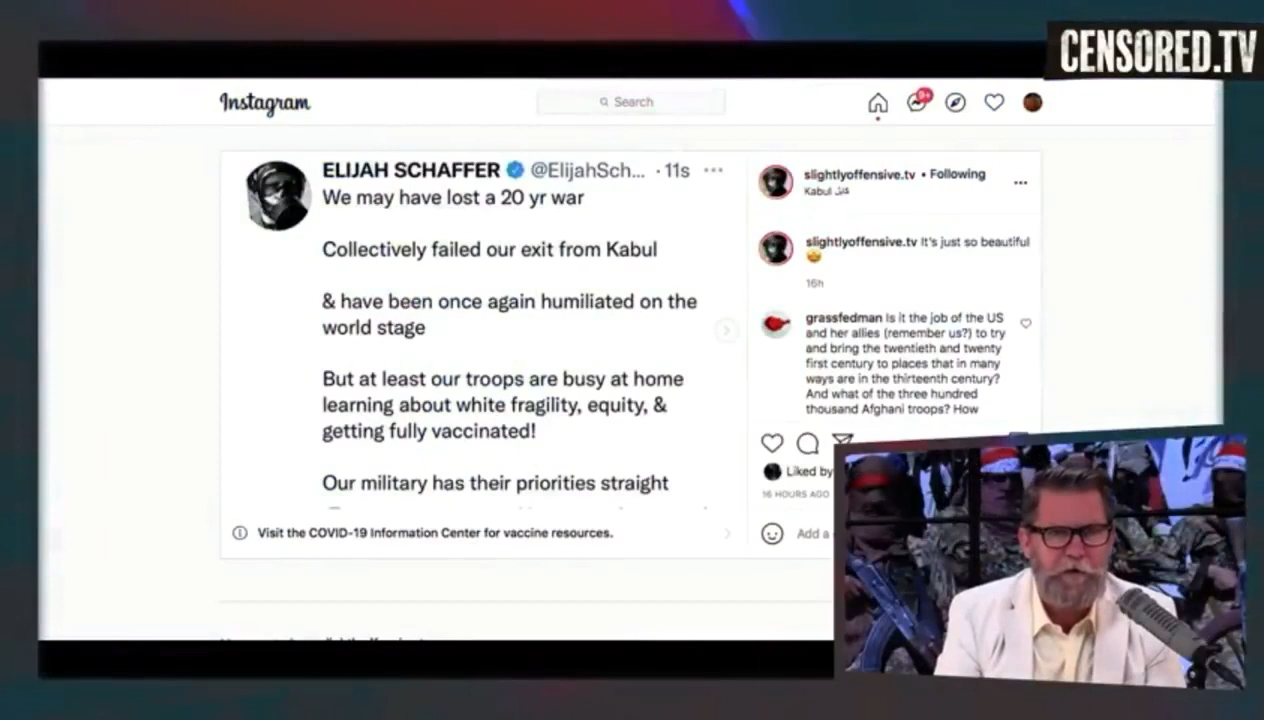 CENSORED.TV
Instagram
Search
9+
ELIJAH SCHAFFER @ElijahSch... · 11s ...
We may have lost a 20 yr war
Collectively failed our exit from Kabul
& have been once again humiliated on the
world stage
But at least our troops are busy at home
learning about white fragility, equity, &
getting fully vaccinated!
Our military has their priorities straight
Visit the COVID-19 Information Center for vaccine resources.
slightlyoffensive.tv • Following
Kabul كابل
slightlyoffensive.tv It's just so beautiful
🤩
16h
grassfedman Is it the job of the US
and her allies (remember us?) to try
and bring the twentieth and twenty
first century to places that in many
ways are in the thirteenth century?
And what of the three hundred
thousand Afghani troops? How
Liked by
16 HOURS AGO
Add a